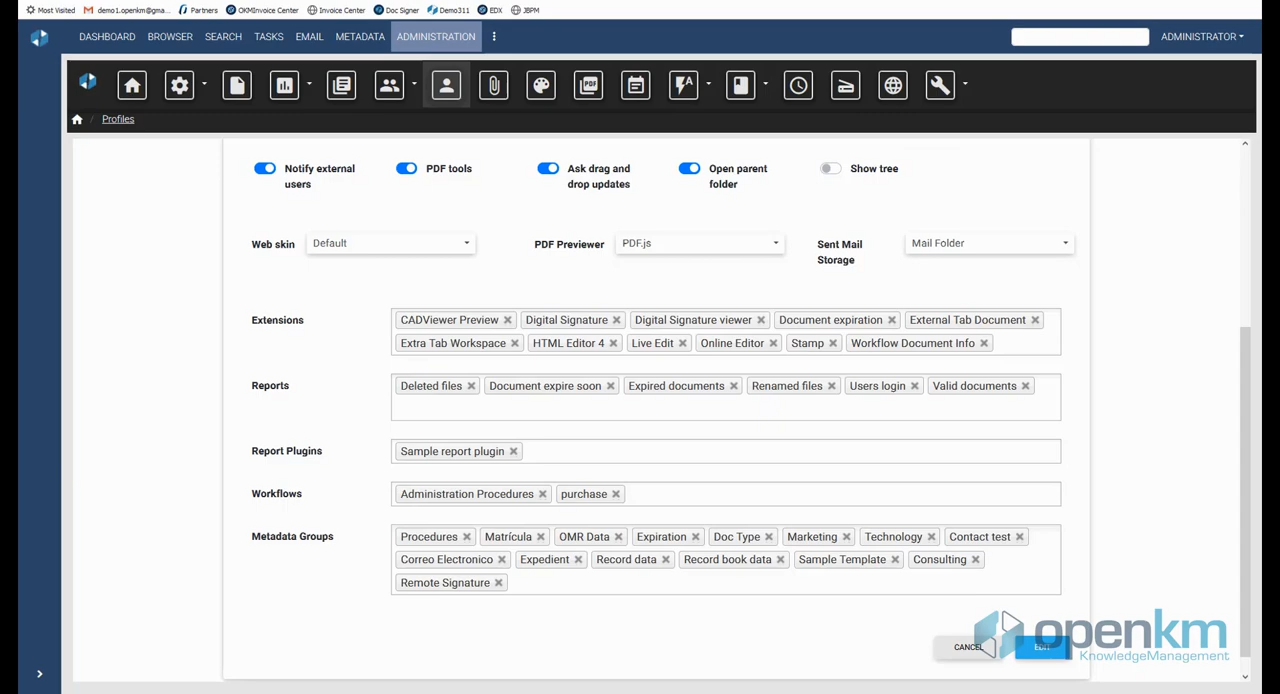 Most Visited demo1.openkm@gma... Partners OKMInvoice Center Invoice Center Doc Signer Demo311 EDX JBPM
DASHBOARD BROWSER SEARCH TASKS EMAIL METADATA ADMINISTRATION ADMINISTRATOR
PDF
Profiles
Notify external users
PDF tools
Ask drag and drop updates
Open parent folder
Show tree
Web skin Default
PDF Previewer PDF.js
Sent Mail Storage Mail Folder
Extensions
CADViewer Preview Digital Signature Digital Signature viewer Document expiration External Tab Document
Extra Tab Workspace HTML Editor 4 Live Edit Online Editor Stamp Workflow Document Info
Reports
Deleted files Document expire soon Expired documents Renamed files Users login Valid documents
Report Plugins
Sample report plugin
Workflows
Administration Procedures purchase
Metadata Groups
Procedures Matrícula OMR Data Expiration Doc Type Marketing Technology Contact test
Correo Electronico Expedient Record data Record book data Sample Template Consulting
Remote Signature
CANCEL EDIT
openkm
KnowledgeManagement